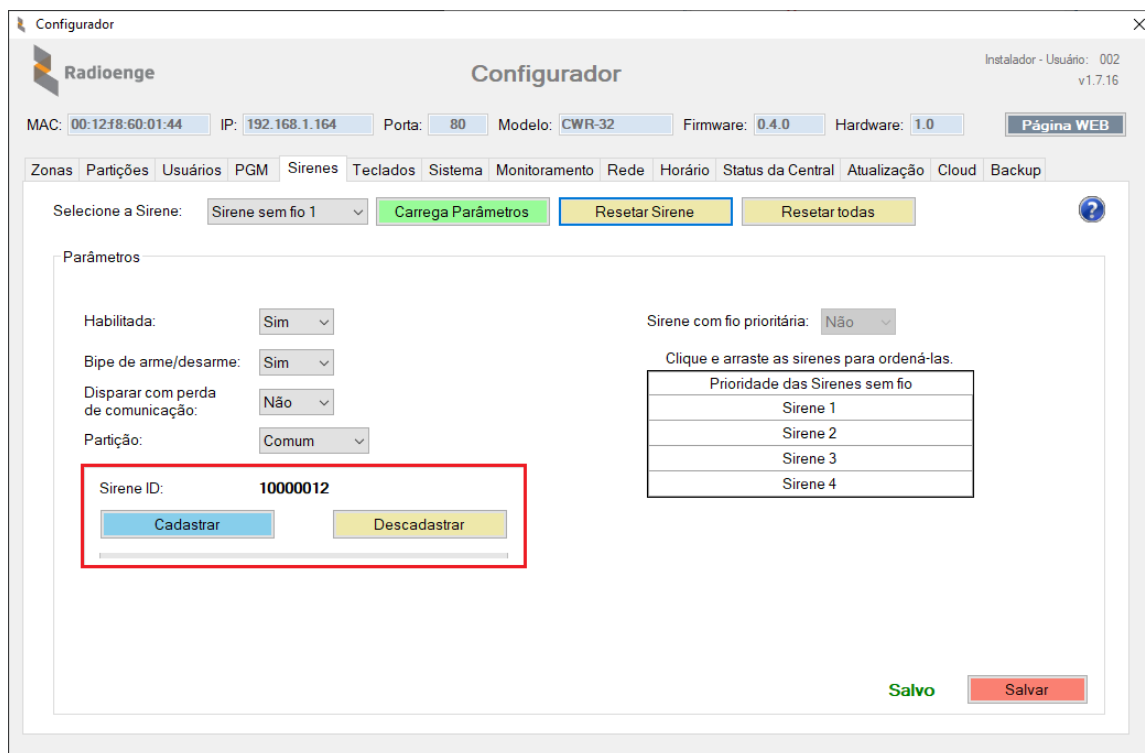 Configurador
Radioenge
Configurador
Instalador - Usuário: 002
v1.7.16
MAC: 00:12:f8:60:01:44 IP: 192.168.1.164 Porta: 80 Modelo: CWR-32 Firmware: 0.4.0 Hardware: 1.0 Página WEB
Zonas Partições Usuários PGM Sirenes Teclados Sistema Monitoramento Rede Horário Status da Central Atualização Cloud Backup
Selecione a Sirene: Sirene sem fio 1 Carrega Parâmetros Resetar Sirene Resetar todas ?
Parâmetros
Habilitada: Sim
Sirene com fio prioritária: Não
Bipe de arme/desarme: Sim
Clique e arraste as sirenes para ordená-las.
Disparar com perda
de comunicação: Não
Partição: Comum
Prioridade das Sirenes sem fio
Sirene 1
Sirene 2
Sirene 3
Sirene 4
Sirene ID: 10000012
Cadastrar Descadastrar
Salvo Salvar